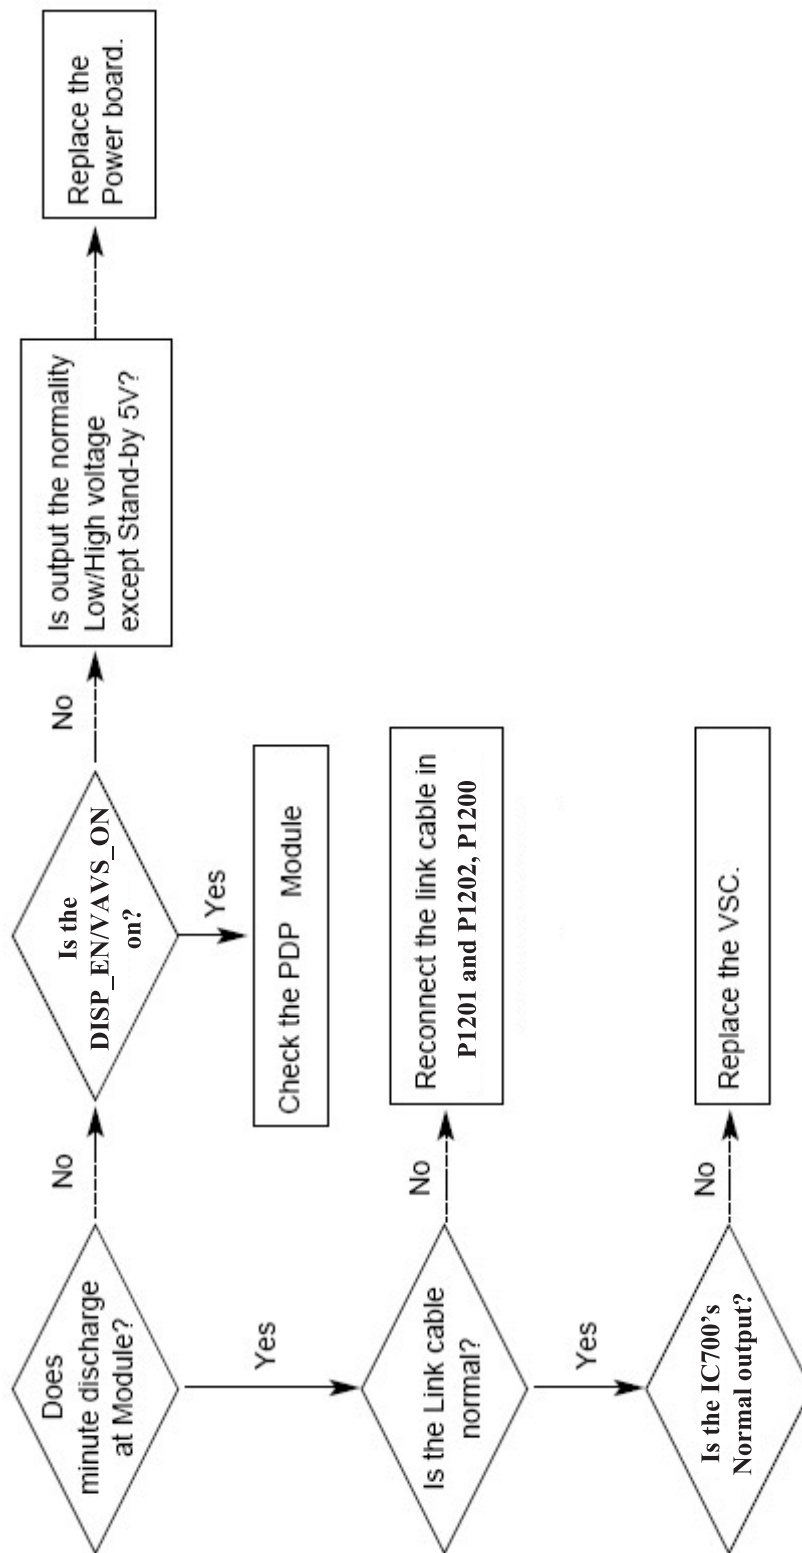 Does
minute discharge
at Module?
No
Is the
DISP_EN/VAVS_ON
on?
No
Is output the normality
Low/High voltage
except Stand-by 5V?
Replace the
Power board.
Yes
Check the PDP Module
Yes
Is the Link cable
normal?
No
Reconnect the link cable in
P1201 and P1202, P1200
Yes
Is the IC700’s
Normal output?
No
Replace the VSC.